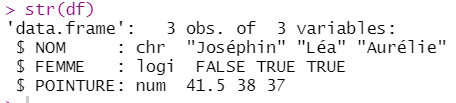 > str(df)
'data.frame':   3 obs. of  3 variables:
 $ NOM     : chr  "Joséphin" "Léa" "Aurélie"
 $ FEMME   : logi  FALSE TRUE TRUE
 $ POINTURE: num  41.5 38 37